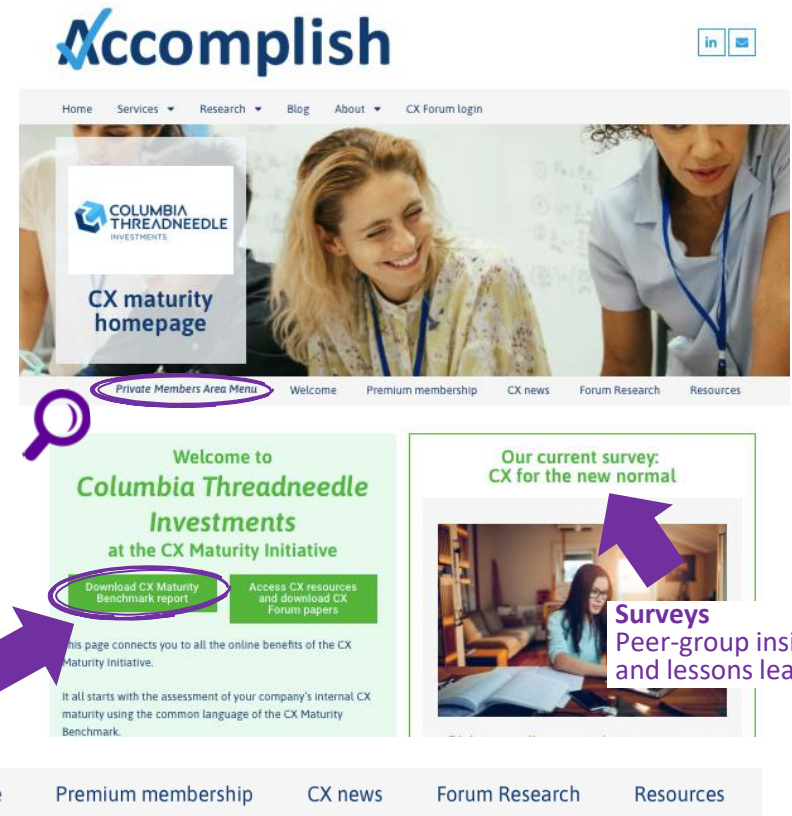 Accomplish
in
Home Services Research Blog About CX Forum login
COLUMBIA
THREADNEEDLE
INVESTMENTS
CX maturity
homepage
Private Members Area Menu Welcome Premium membership CX news Forum Research Resources
Welcome to
Columbia Threadneedle
Investments
at the CX Maturity Initiative
Download CX Maturity
Benchmark report
Access CX resources
and download CX
Forum papers
his page connects you to all the online benefits of the CX
Maturity Initiative.
It all starts with the assessment of your company's internal CX
maturity using the common language of the CX Maturity
Benchmark.
Our current survey:
CX for the new normal
Surveys
Peer-group insi
and lessons lea
e Premium membership CX news Forum Research Resources